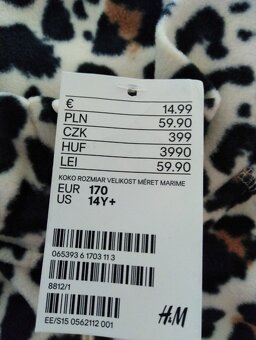 € 14.99
PLN 59.90
CZK 399
HUF 3990
LEI 59.90
KOKO ROZMIAR VELIKOST MÉRET MARIME
EUR 170
US 14Y+
065393 6 1703 11 3
8812/1
H&M
EE/S15 0562112 001